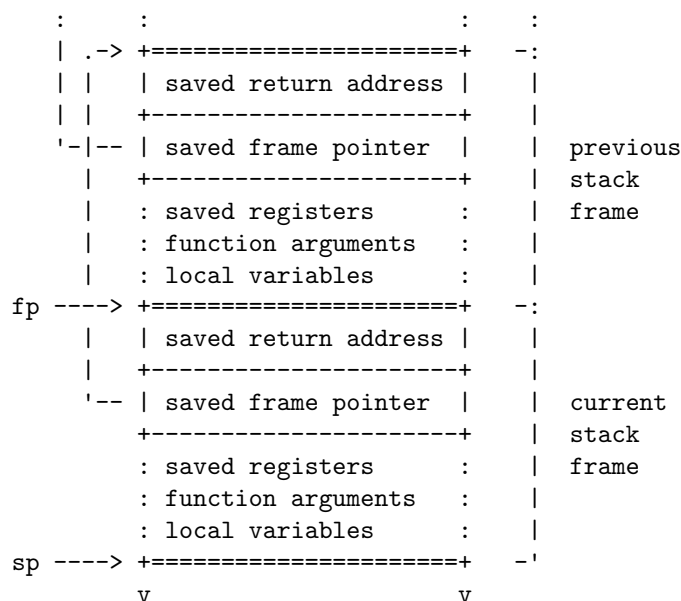 :     :                       :    :
    | .-> +======================+   -:
    | |   | saved return address |    |
    | |   +----------------------+    |
    '-|-- | saved frame pointer  |    |  previous
      |   +----------------------+    |  stack
      |   : saved registers      :    |  frame
      |   : function arguments   :    |
      |   : local variables      :    |
fp ----> +======================+   -:
      |   | saved return address |    |
      |   +----------------------+    |
      '-- | saved frame pointer  |    |  current
          +----------------------+    |  stack
          : saved registers      :    |  frame
          : function arguments   :    |
          : local variables      :    |
sp ----> +======================+   -'
          v                      v